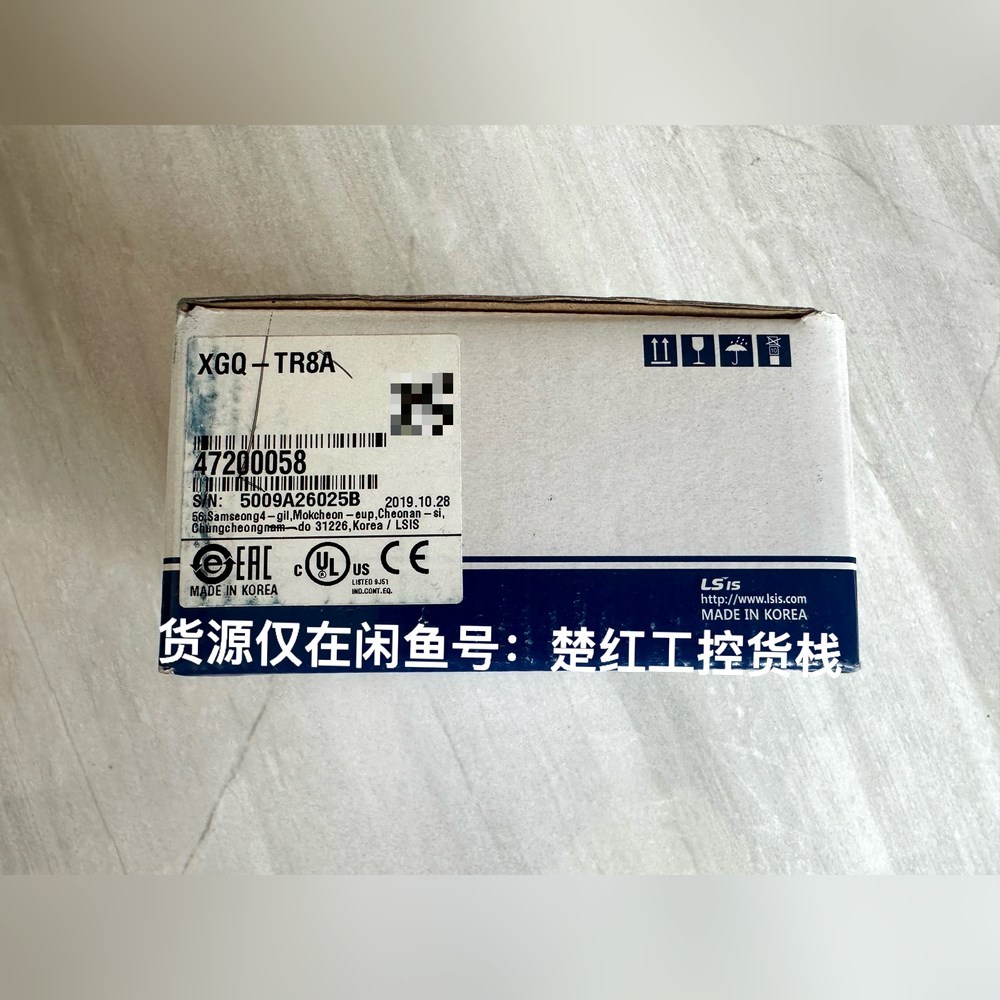 XGQ-TR8A
47200058
S/N: 5009A26025B 2019.10.28
56,Samseong4-gil,Mokcheon-eup,Cheonan-si,
Chungcheongnam-do 31226,Korea / LSIS
EAC
MADE IN KOREA
C UL US
LISTED 9J51
IND.CONT.EQ.
CE
10
LSIS
http://www.lsis.com
MADE IN KOREA
货源仅在闲鱼号：楚红工控货栈